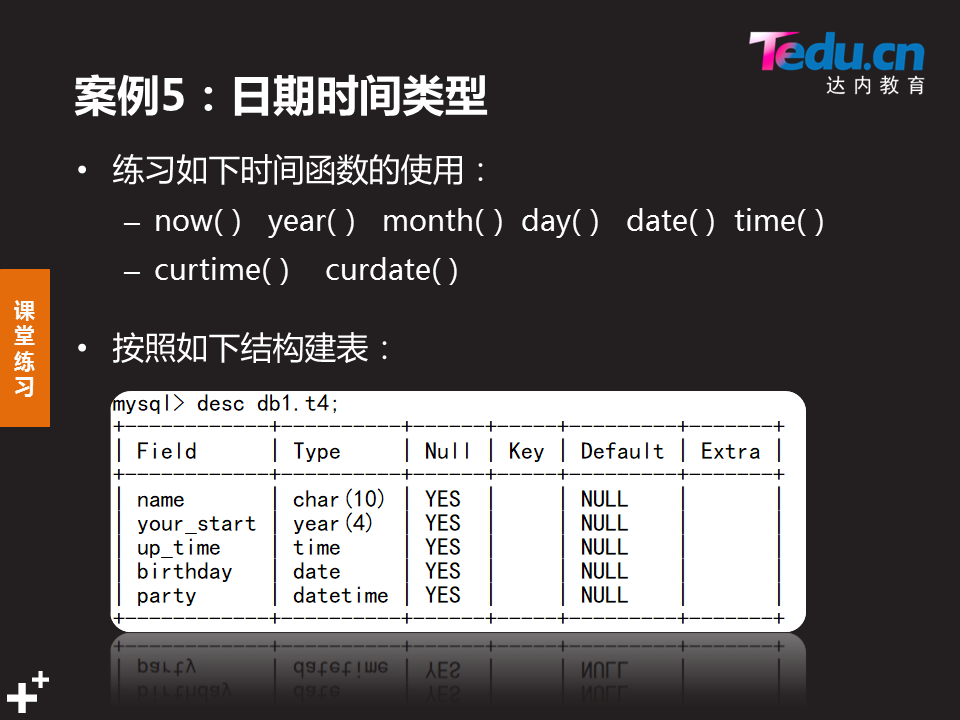 Tedu.cn
达内教育
案例5：日期时间类型
• 练习如下时间函数的使用：
– now( ) year( ) month( ) day( ) date( ) time( )
– curtime( ) curdate( )
课堂练习
• 按照如下结构建表：
mysql> desc db1.t4;
+------------+----------+------+-----+---------+-------+
| Field | Type | Null | Key | Default | Extra |
+------------+----------+------+-----+---------+-------+
| name | char(10) | YES | | NULL | |
| your_start | year(4) | YES | | NULL | |
| up_time | time | YES | | NULL | |
| birthday | date | YES | | NULL | |
| party | datetime | YES | | NULL | |
+------------+----------+------+-----+---------+-------+